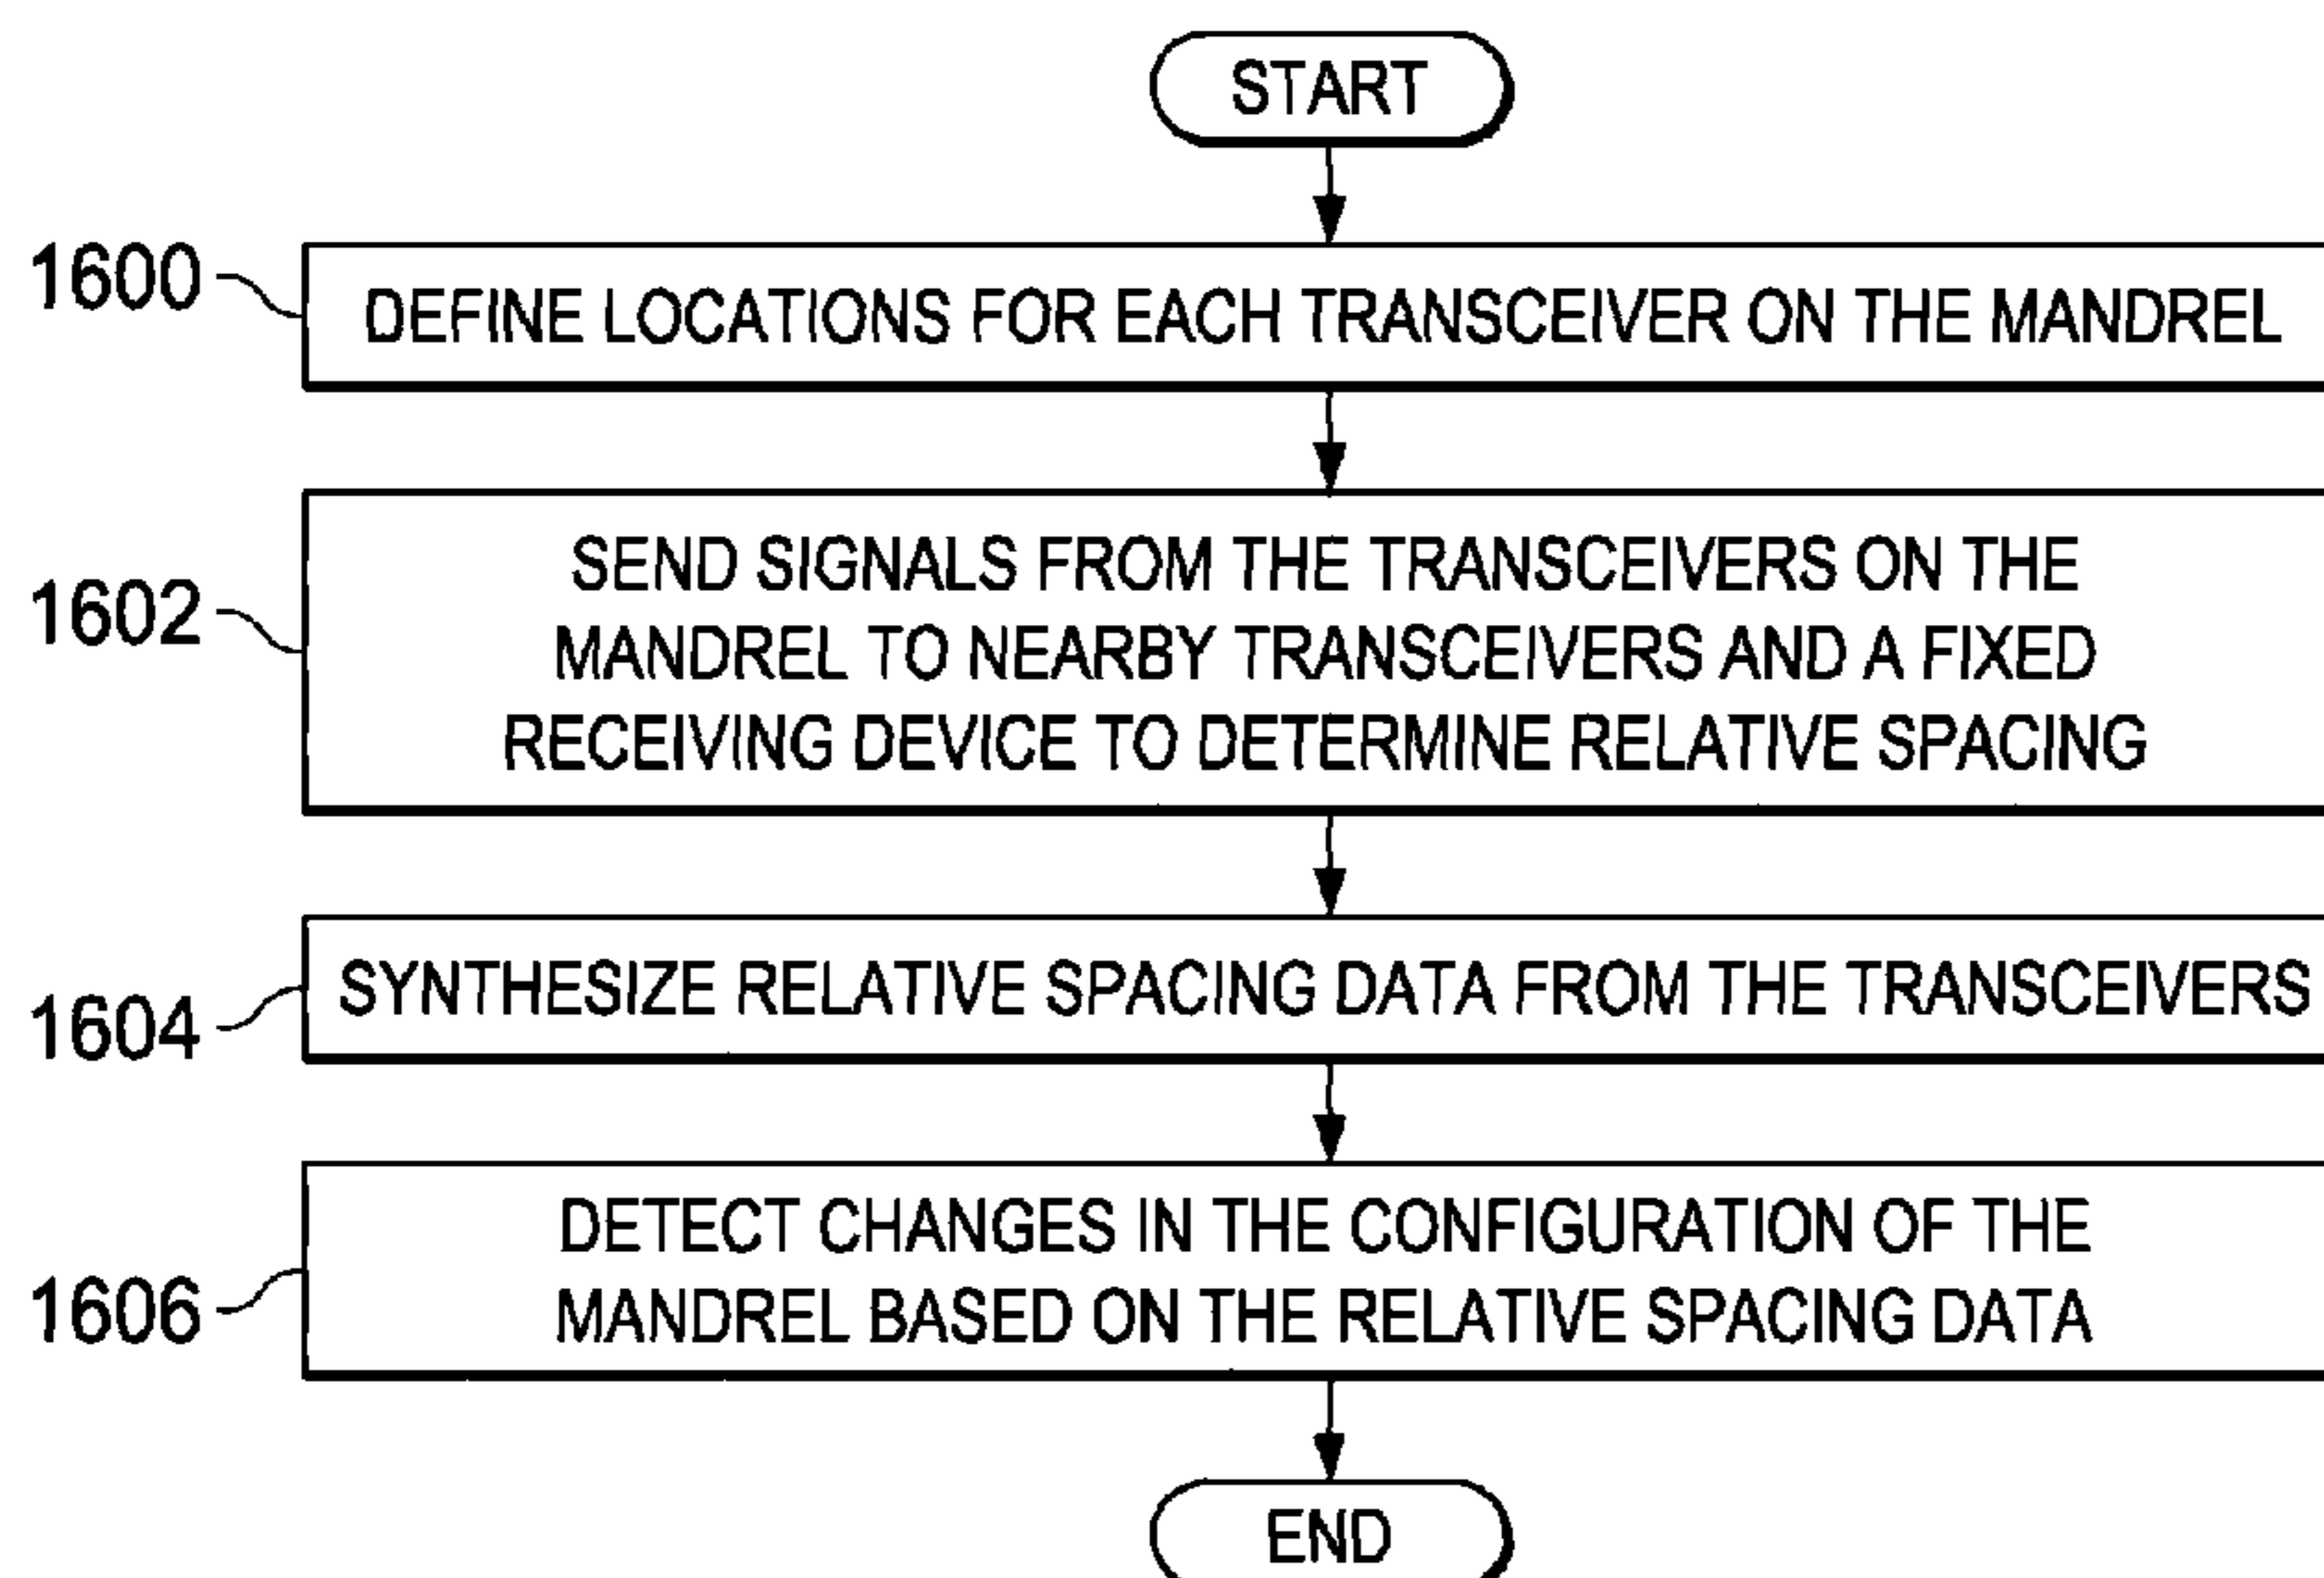 START
1600
DEFINE LOCATIONS FOR EACH TRANSCEIVER ON THE MANDREL
1602
SEND SIGNALS FROM THE TRANSCEIVERS ON THE
MANDREL TO NEARBY TRANSCEIVERS AND A FIXED
RECEIVING DEVICE TO DETERMINE RELATIVE SPACING
1604
SYNTHESIZE RELATIVE SPACING DATA FROM THE TRANSCEIVERS
1606
DETECT CHANGES IN THE CONFIGURATION OF THE
MANDREL BASED ON THE RELATIVE SPACING DATA
END